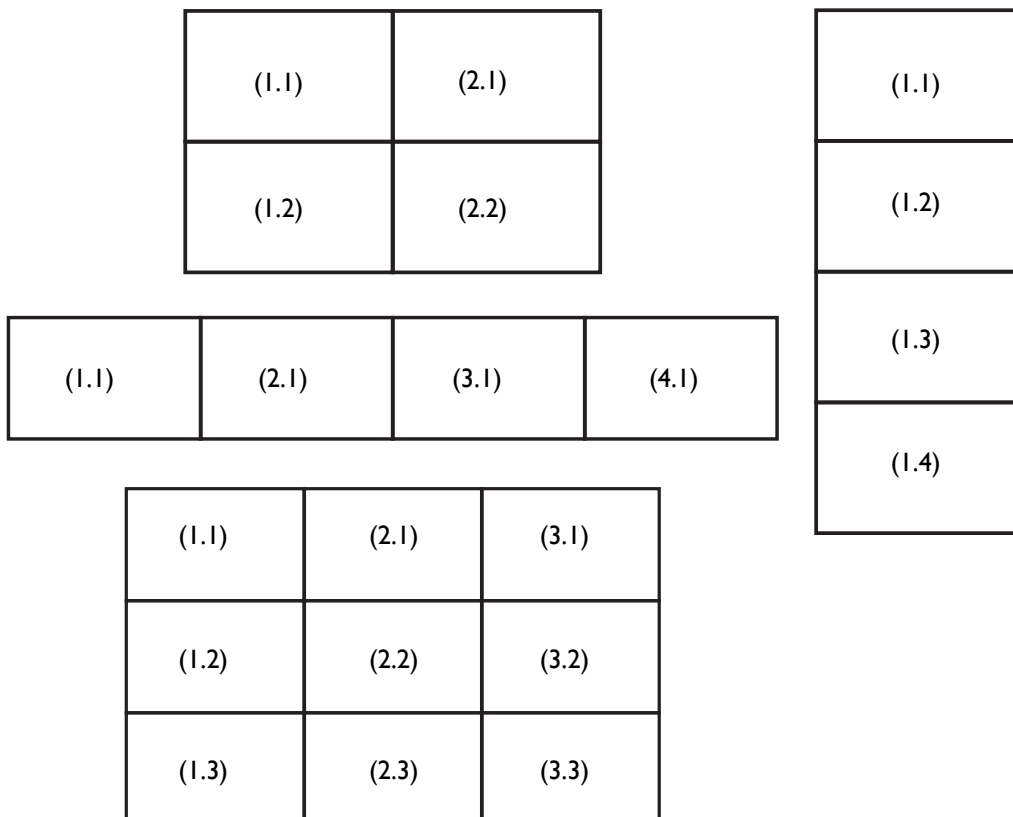 (1.1) (2.1)
(1.2) (2.2)
(1.1)
(1.2)
(1.3)
(1.4)
(1.1) (2.1) (3.1) (4.1)
(1.1) (2.1) (3.1)
(1.2) (2.2) (3.2)
(1.3) (2.3) (3.3)